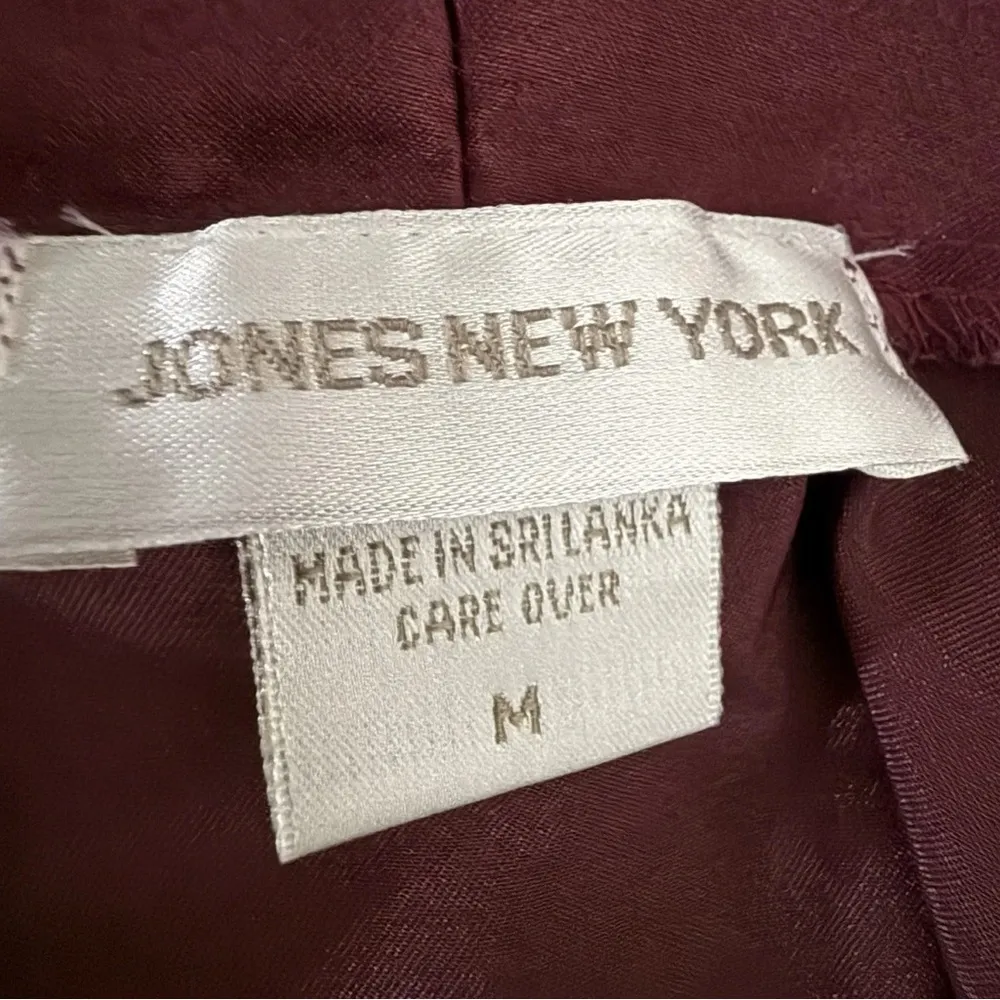 JONES NEW YORK
MADE IN SRI LANKA
CARE OVER
M